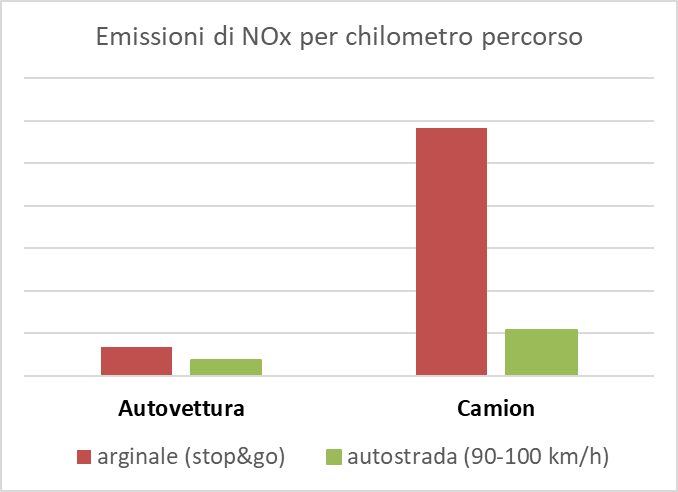 Emissioni di NOx per chilometro percorso
Autovettura
Camion
arginale (stop&go)
autostrada (90-100 km/h)